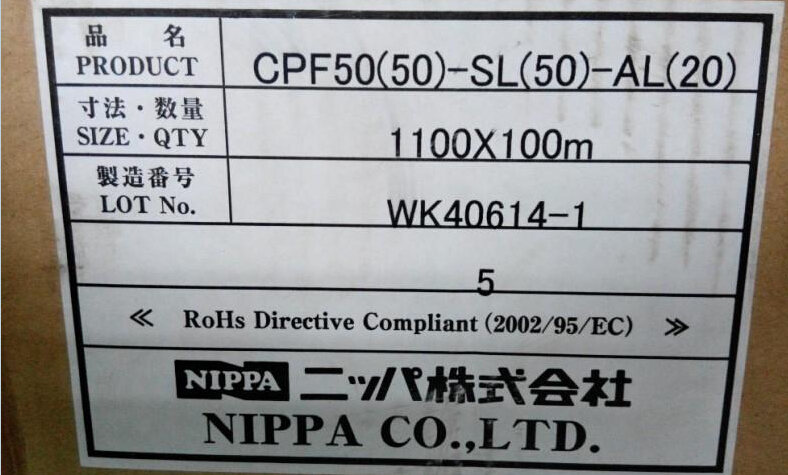 品 名
PRODUCT
CPF50(50)-SL(50)-AL(20)
寸法・数量
SIZE・QTY
1100X100m
製造番号
LOT No.
WK40614-1
5
≪ RoHs Directive Compliant (2002/95/EC) ≫
NIPPA ニッパ株式会社
NIPPA CO.,LTD.